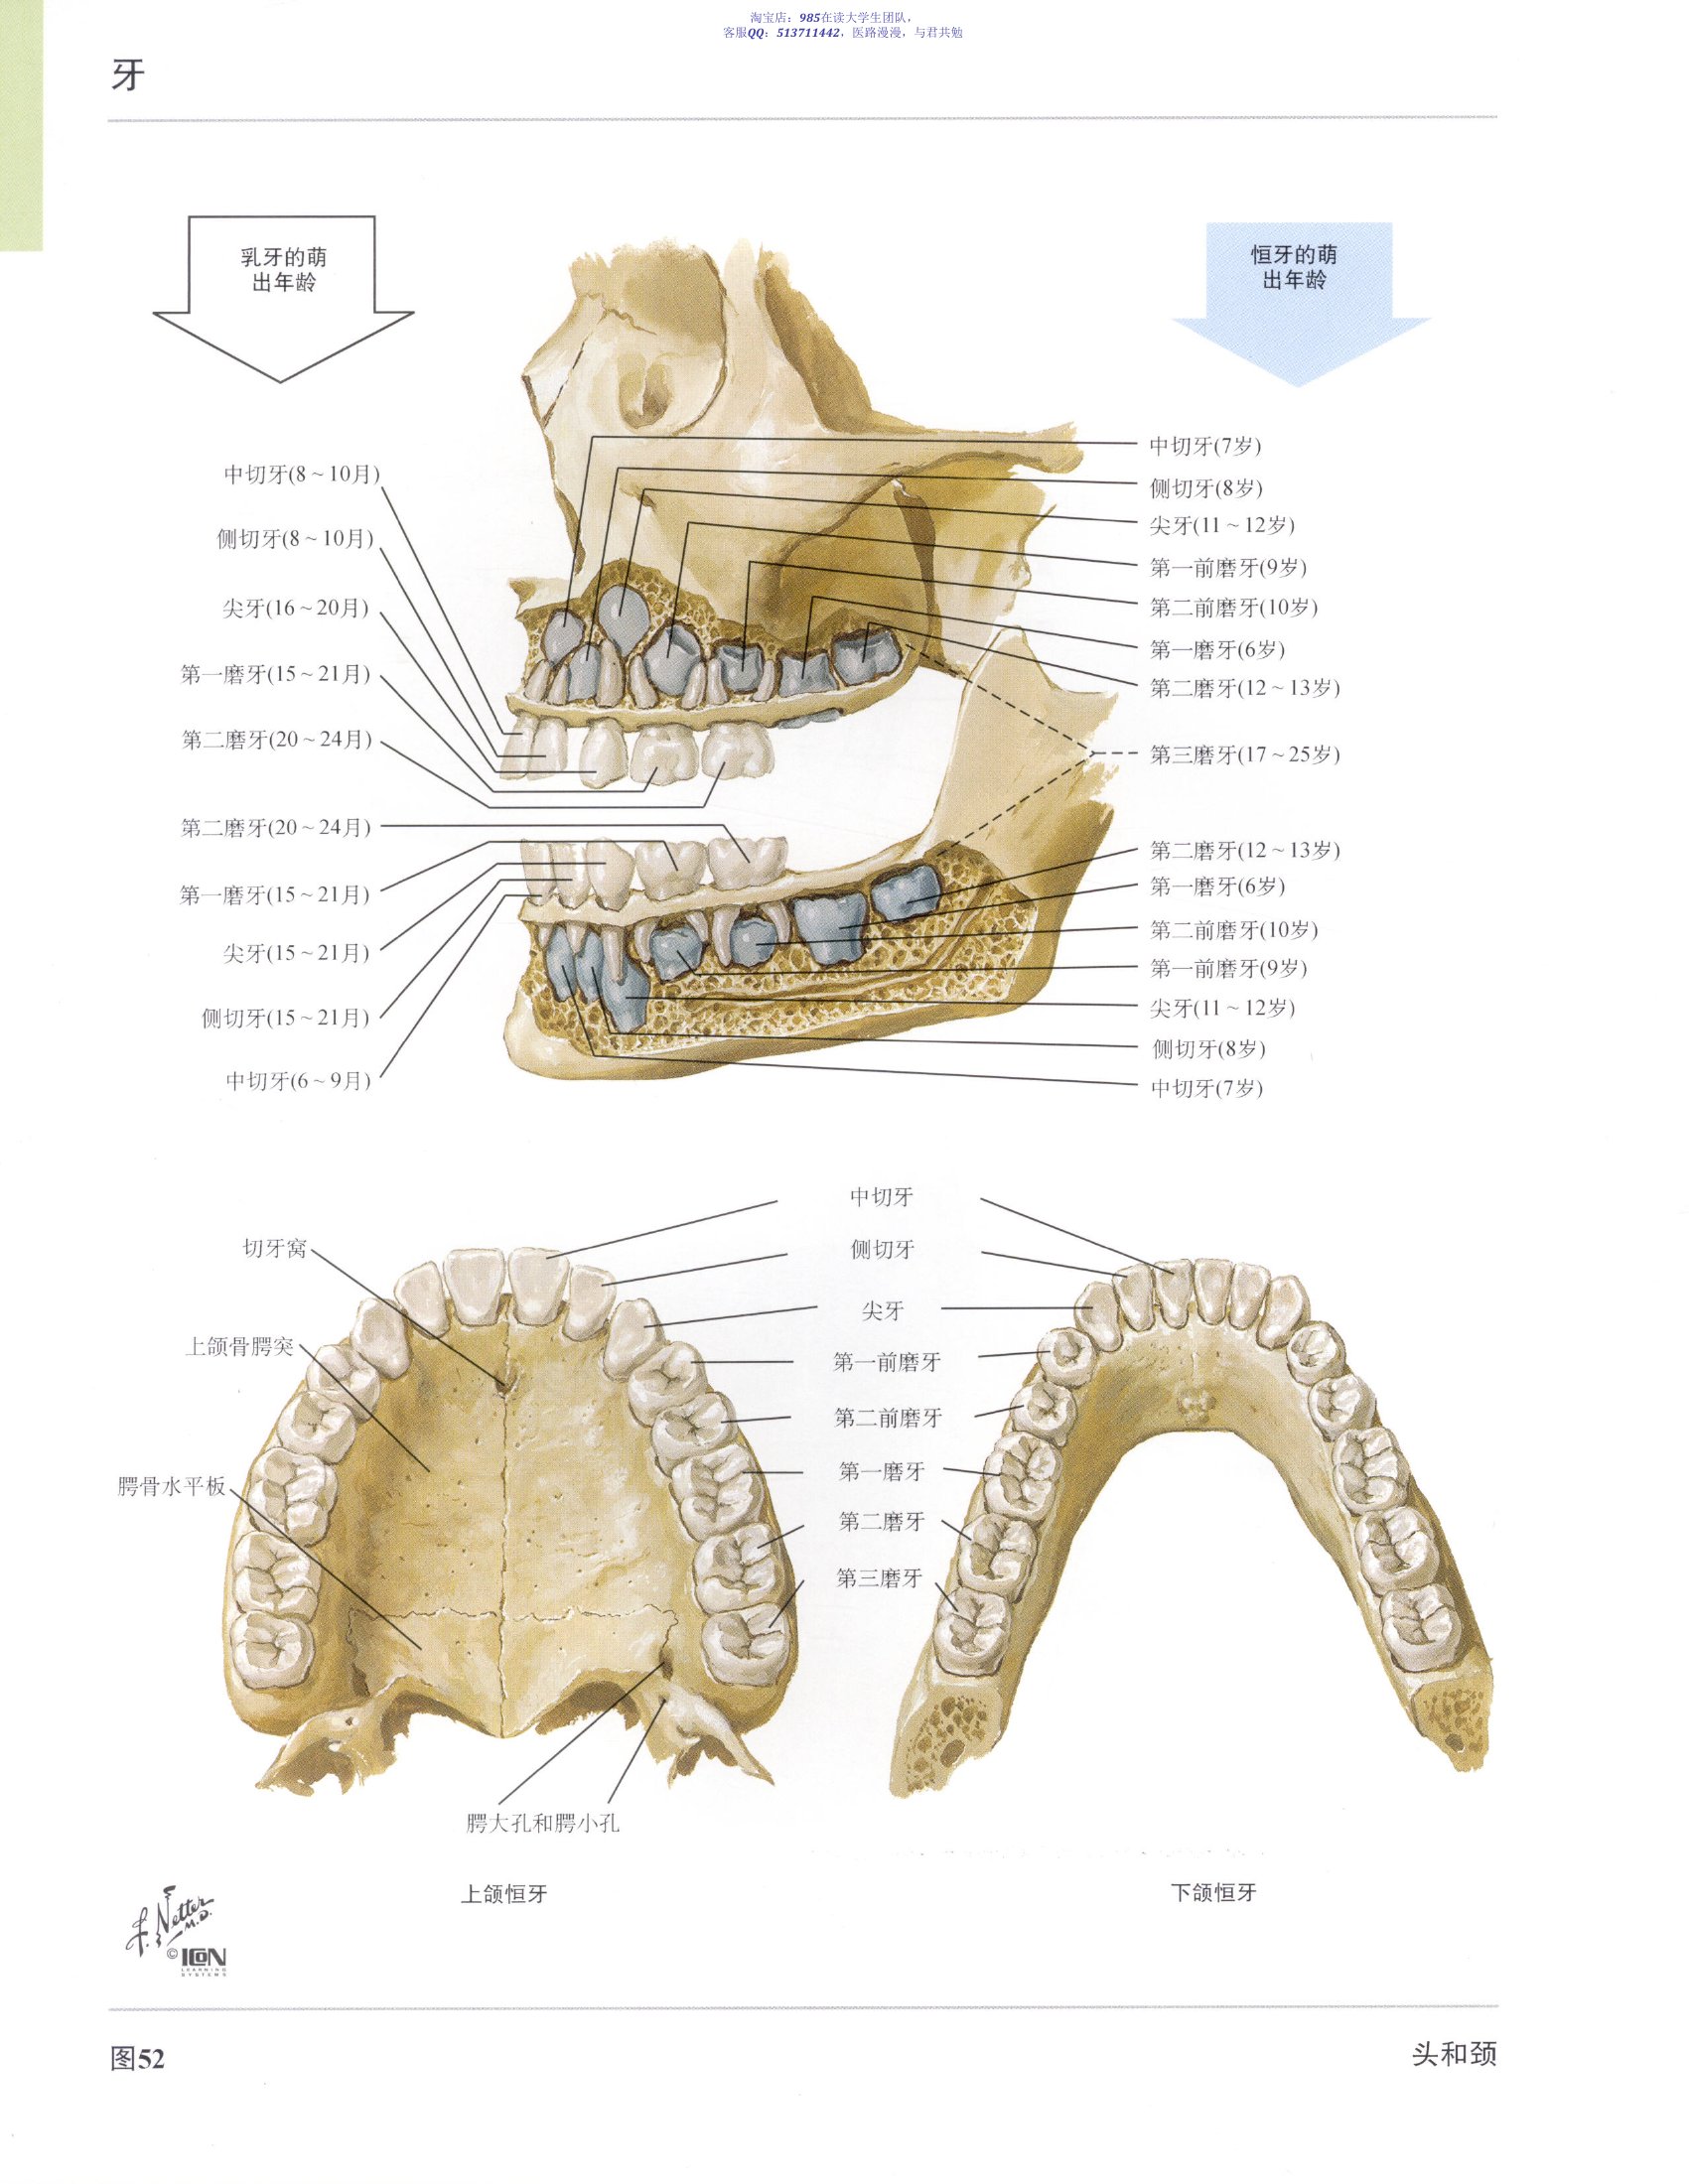 淘宝店：985在读大学生团队，
客服QQ：513711442，医路漫漫，与君共勉
牙
乳牙的萌
出年龄
恒牙的萌
出年龄
中切牙(8~10月)
侧切牙(8~10月)
尖牙(16~20月)
第一磨牙(15~21月)
第二磨牙(20~24月)
第二磨牙(20~24月)
第一磨牙(15~21月)
尖牙(15~21月)
侧切牙(15~21月)
中切牙(6~9月)
中切牙(7岁)
侧切牙(8岁)
尖牙(11~12岁)
第一前磨牙(9岁)
第二前磨牙(10岁)
第一磨牙(6岁)
第二磨牙(12~13岁)
第三磨牙(17~25岁)
第二磨牙(12~13岁)
第一磨牙(6岁)
第二前磨牙(10岁)
第一前磨牙(9岁)
尖牙(11~12岁)
侧切牙(8岁)
中切牙(7岁)
切牙窝
上颌骨腭突
腭骨水平板
中切牙
侧切牙
尖牙
第一前磨牙
第二前磨牙
第一磨牙
第二磨牙
第三磨牙
腭大孔和腭小孔
上颌恒牙
下颌恒牙
F. Netter
M.D.
© ICON
LEARNING
SYSTEMS
图52
头和颈